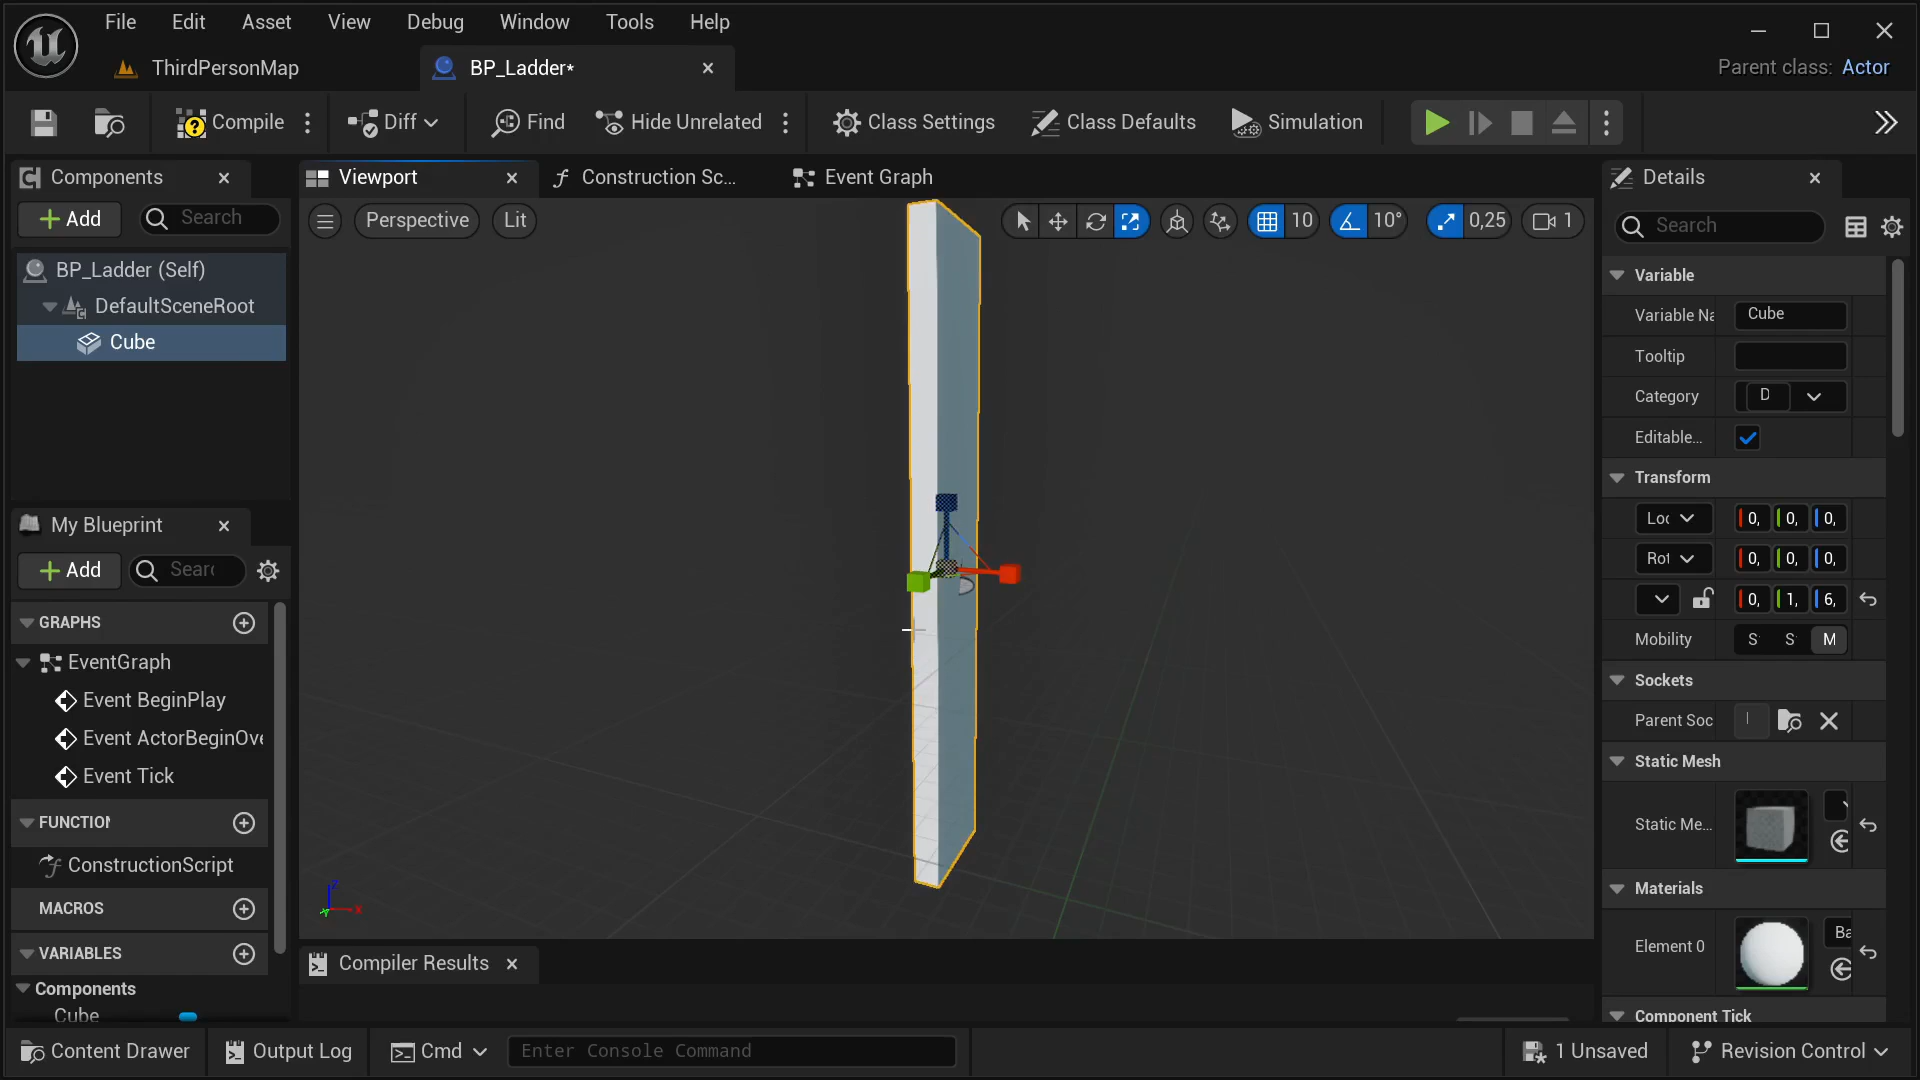 File Edit Asset View Debug Window Tools Help
ThirdPersonMap
BP_Ladder*
Parent class: Actor
Compile
Diff
Find
Hide Unrelated
Class Settings
Class Defaults
Simulation
Components
Viewport
Construction Sc...
Event Graph
Details
Add
Search
Perspective
Lit
10
10°
0,25
1
Search
BP_Ladder (Self)
DefaultSceneRoot
Cube
Variable
Variable Na
Cube
Tooltip
Category
D
Editable...
Transform
Loc
0,
0,
0,
Rot
0,
0,
0,
0,
1,
6,
Mobility
S
S
M
Sockets
Parent Soc
Static Mesh
Static Me...
Materials
Element 0
Ba
Component Tick
My Blueprint
Add
Search
GRAPHS
EventGraph
Event BeginPlay
Event ActorBeginOve
Event Tick
FUNCTION
ConstructionScript
MACROS
VARIABLES
Components
Cube
Z
X
Y
Compiler Results
Content Drawer
Output Log
Cmd
Enter Console Command
1 Unsaved
Revision Control